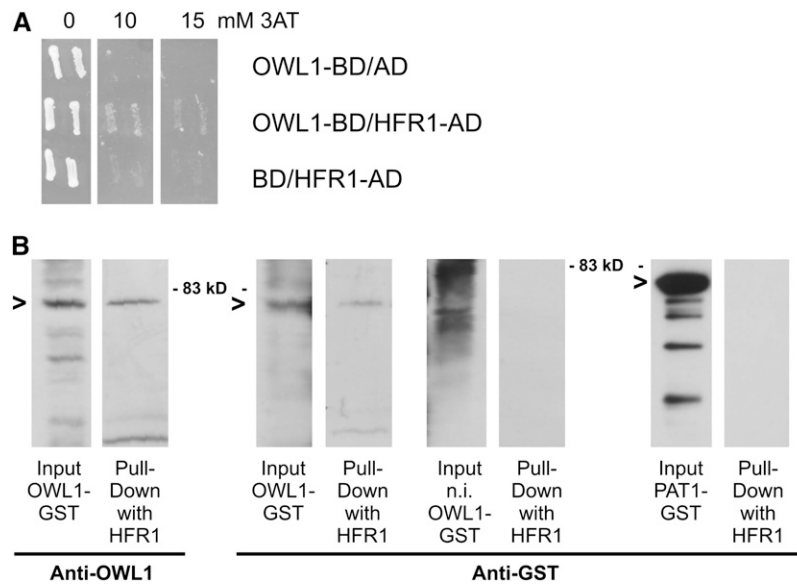 A
0 10 15 mM 3AT
OWL1-BD/AD
OWL1-BD/HFR1-AD
BD/HFR1-AD
B
- 83 kD -
- 83 kD -
>
>
>
Input OWL1-GST
Pull-Down with HFR1
Input OWL1-GST
Pull-Down with HFR1
Input n.i. OWL1-GST
Pull-Down with HFR1
Input PAT1-GST
Pull-Down with HFR1
Anti-OWL1
Anti-GST